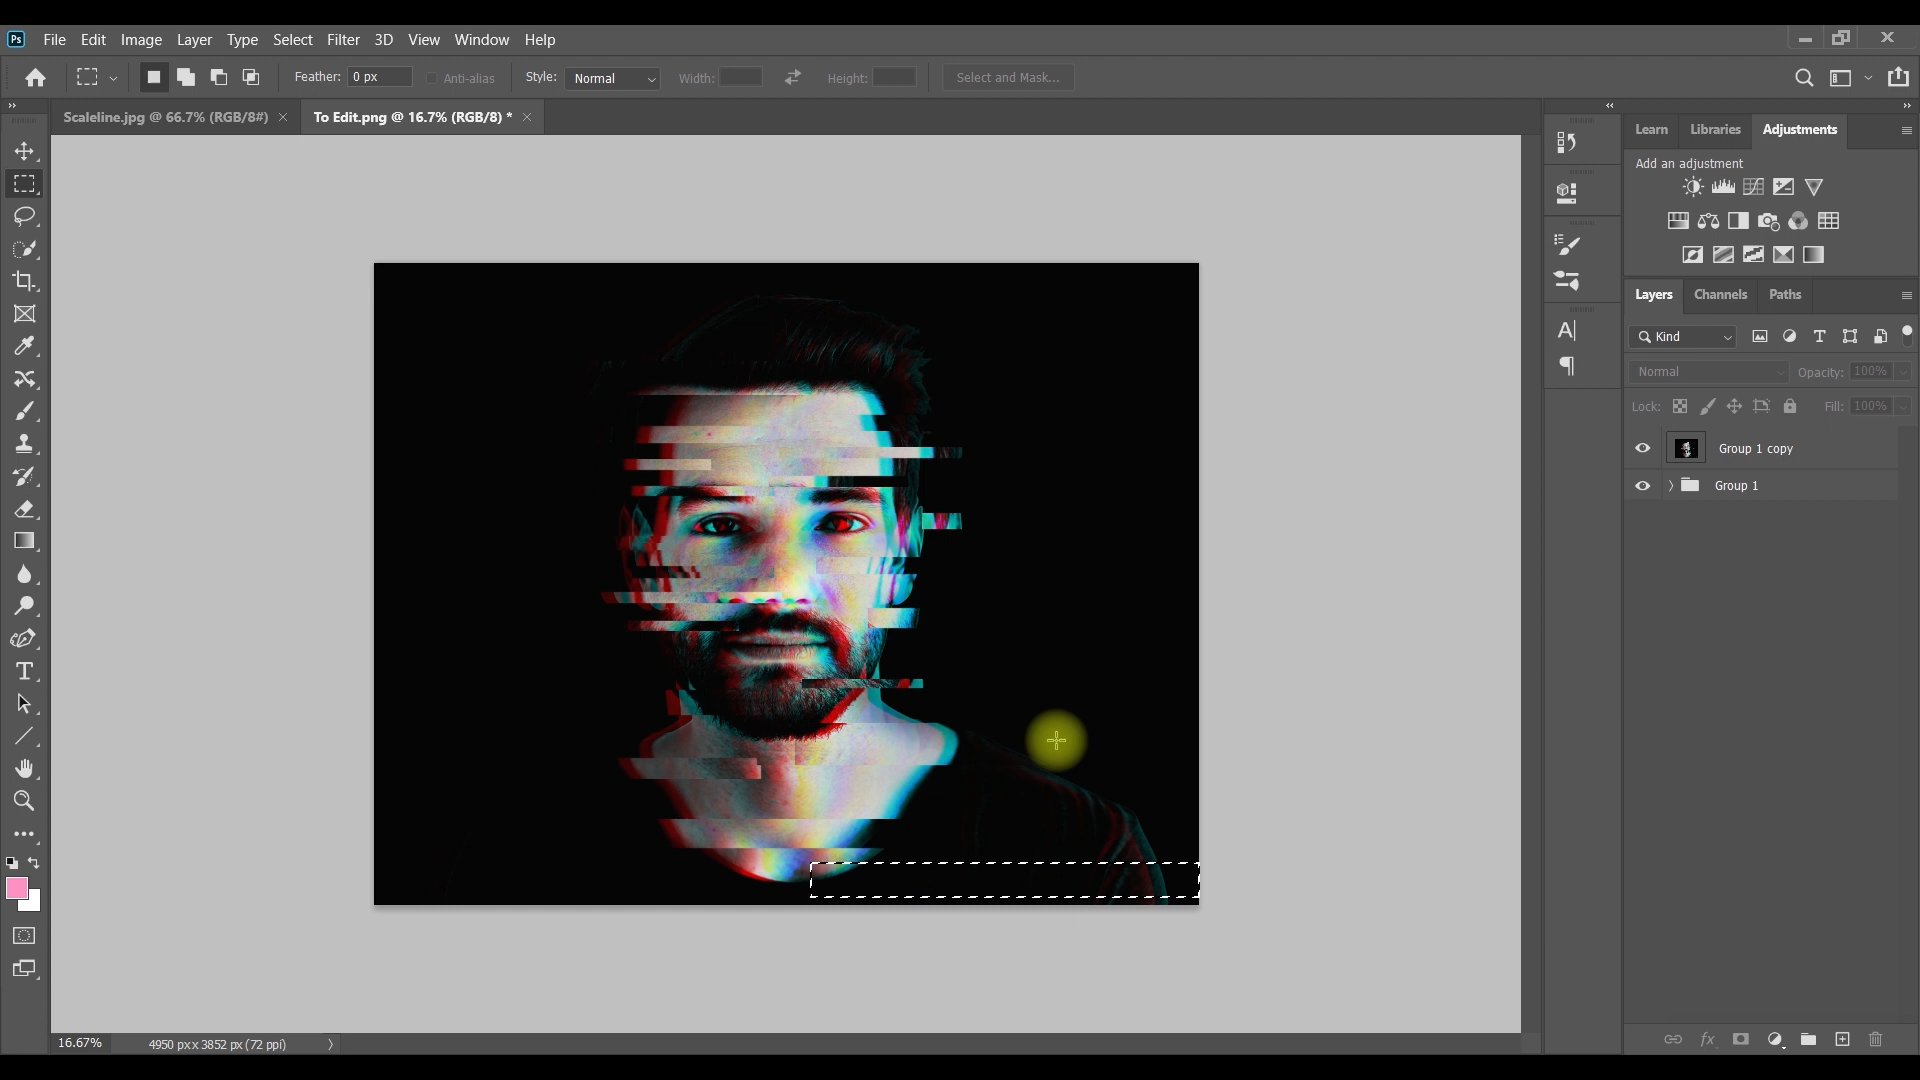 Ps File Edit Image Layer Type Select Filter 3D View Window Help
Feather: 0 px Anti-alias Style: Normal Width: Height: Select and Mask...
Scaleline.jpg @ 66.7% (RGB/8#) To Edit.png @ 16.7% (RGB/8) *
Learn Libraries Adjustments
Add an adjustment
Layers Channels Paths
Kind
Normal Opacity: 100%
Lock: Fill: 100%
Group 1 copy
Group 1
16.67% 4950 px x 3852 px (72 ppi)